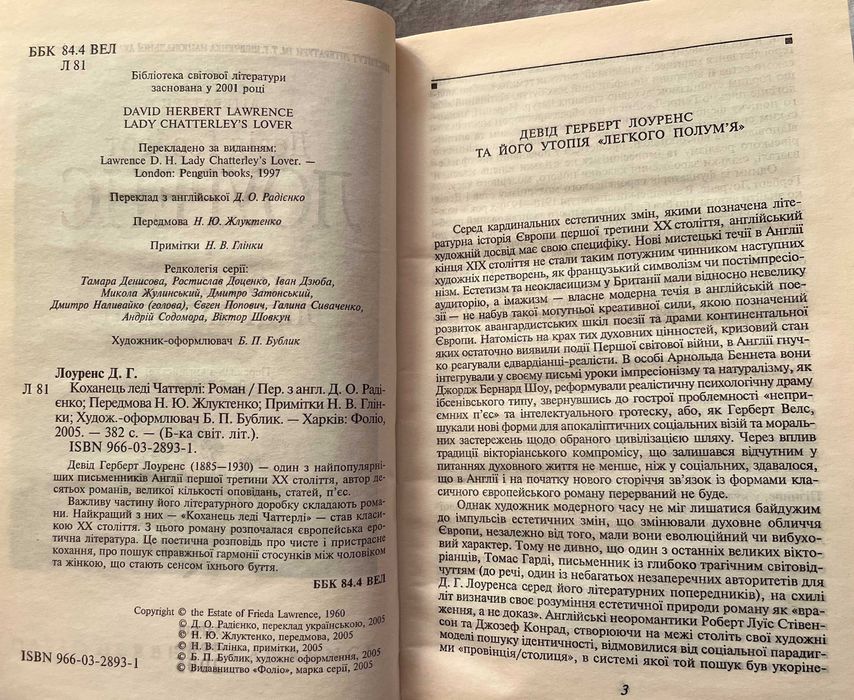 ББК 84.4 ВЕЛ
Л 81
Бібліотека світової літератури
заснована у 2001 році
DAVID HERBERT LAWRENCE
LADY CHATTERLEY'S LOVER
Перекладено за виданням:
Lawrence D. H. Lady Chatterley's Lover. —
London: Penguin books, 1997
Переклад з англійської Д. О. Радієнко
Передмова Н. Ю. Жлуктенко
Примітки Н. В. Глінки
Редколегія серії:
Тамара Денисова, Ростислав Доценко, Іван Дзюба,
Микола Жулинський, Дмитро Затонський,
Дмитро Наливайко (голова), Євген Попович, Галина Сиваченко,
Андрій Содомора, Віктор Шовкун
Художник-оформлювач Б. П. Бублик
Лоуренс Д. Г.
Л 81 Коханець леді Чаттерлі: Роман / Пер. з англ. Д. О. Раді-
єнко; Передмова Н. Ю. Жлуктенко; Примітки Н. В. Глін-
ки; Худож.-оформлювач Б. П. Бублик. — Харків: Фоліо,
2005. — 382 с. — (Б-ка світ. літ.).
ISBN 966-03-2893-1.
Девід Герберт Лоуренс (1885–1930) — один з найпопулярні-
ших письменників Англії першої третини XX століття, автор де-
сятьох романів, великої кількості оповідань, статей, п'єс.
Важливу частину його літературного доробку складають рома-
ни. Найкращий з них — «Коханець леді Чаттерлі» — став класи-
кою XX століття. З цього роману розпочалася європейська еро-
тична література. Це поетична розповідь про чисте і пристрасне
кохання, про пошук справжньої гармонії стосунків між чоловіком
та жінкою, що стають сенсом їхнього буття.
ББК 84.4 ВЕЛ
Copyright © the Estate of Frieda Lawrence, 1960
© Д. О. Радієнко, переклад українською, 2005
© Н. Ю. Жлуктенко, передмова, 2005
© Н. В. Глінка, примітки, 2005
© Б. П. Бублик, художнє оформлення, 2005
ISBN 966-03-2893-1 © Видавництво «Фоліо», марка серії, 2005
ДЕВІД ГЕРБЕРТ ЛОУРЕНС
ТА ЙОГО УТОПІЯ «ЛЕГКОГО ПОЛУМ'Я»
Серед кардинальних естетичних змін, якими позначена літе-
ратурна історія Європи першої третини XX століття, англійський
художній досвід має свою специфіку. Нові мистецькі течії в Англії
кінця XIX століття не стали таким потужним чинником наступних
художніх перетворень, як французький символізм чи постімпресіо-
нізм. Естетизм та неокласицизм у Британії мали відносно невелику
аудиторію, а імажизм — власне модерна течія в англійській пое-
зії — не набув такої могутньої креативної сили, якою позначений
розвиток авангардистських шкіл поезії та драми континентальної
Європи. Натомість на крах тих духовних цінностей, кризовий стан
яких остаточно виявили події Першої світової війни, в Англії гнуч-
ко реагували едвардіанці-реалісти. В особі Арнольда Беннета вони
інтегрували у своєму письмі уроки імпресіонізму та натуралізму, як
Джордж Бернард Шоу, реформували реалістичну психологічну драму
ібсенівського типу, звернувшись до гострої проблемності «непри-
ємних п'єс» та інтелектуального гротеску, або, як Герберт Велс,
шукали нові форми для апокаліптичних соціальних візій та мораль-
них застережень щодо обраного цивілізацією шляху. Через вплив
традиції вікторіанського компромісу, що залишався відчутним у
питаннях духовного життя не менше, ніж у соціальних, здавалося,
що в Англії і на початку нового сторіччя зв'язок із формами кла-
сичного європейського роману перерваний не буде.
Однак художник модерного часу не міг лишатися байдужим
до імпульсів естетичних змін, що змінювали духовне обличчя
Європи, незалежно від того, мали вони еволюційний чи вибухо-
вий характер. Тому не дивно, що один з останніх великих вікто-
ріанців, Томас Гарді, письменник із глибоко трагічним світовід-
чуттям (до речі, один із небагатьох незаперечних авторитетів для
Д. Г. Лоуренса серед його літературних попередників), на схилі
літ визначив своє розуміння естетичної природи роману як «вра-
ження, а не доказ». Англійські неоромантики Роберт Луїс Стівен-
сон та Джозеф Конрад, створюючи на межі століть свої художні
моделі пошуку ідентичності, відмовилися від соціальної парадиг-
ми «провінція/столиця», в системі якої той пошук був укоріне-
3